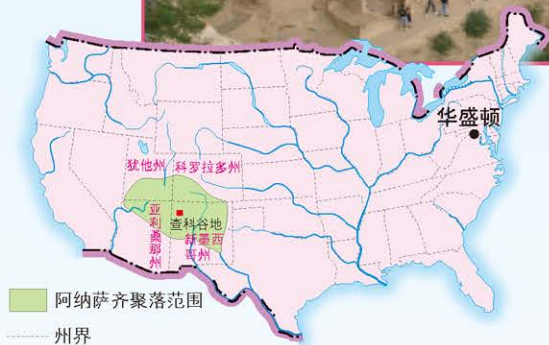 华盛顿
犹他州
科罗拉多州
亚利桑那州
查科谷地
新墨西
哥州
阿纳萨齐聚落范围
州界